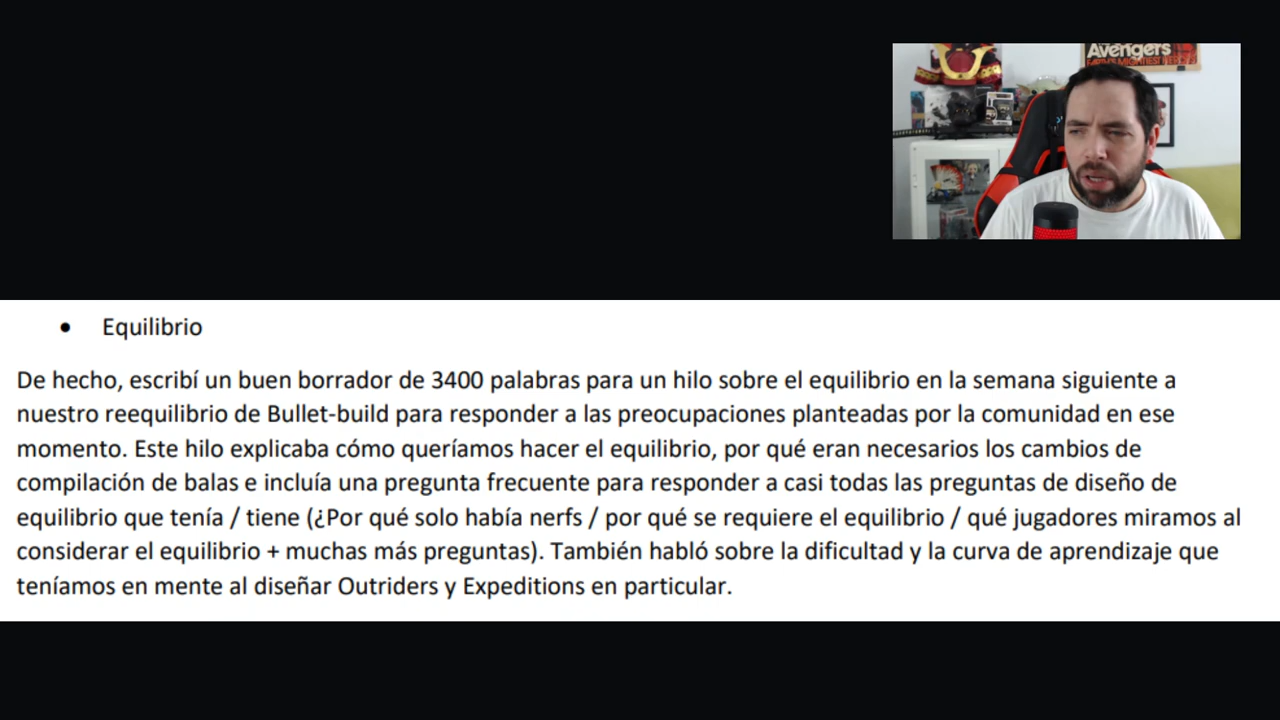 Avengers
• Equilibrio
De hecho, escribí un buen borrador de 3400 palabras para un hilo sobre el equilibrio en la semana siguiente a
nuestro reequilibrio de Bullet-build para responder a las preocupaciones planteadas por la comunidad en ese
momento. Este hilo explicaba cómo queríamos hacer el equilibrio, por qué eran necesarios los cambios de
compilación de balas e incluía una pregunta frecuente para responder a casi todas las preguntas de diseño de
equilibrio que tenía / tiene (¿Por qué solo había nerfs / por qué se requiere el equilibrio / qué jugadores miramos al
considerar el equilibrio + muchas más preguntas). También habló sobre la dificultad y la curva de aprendizaje que
teníamos en mente al diseñar Outriders y Expeditions en particular.